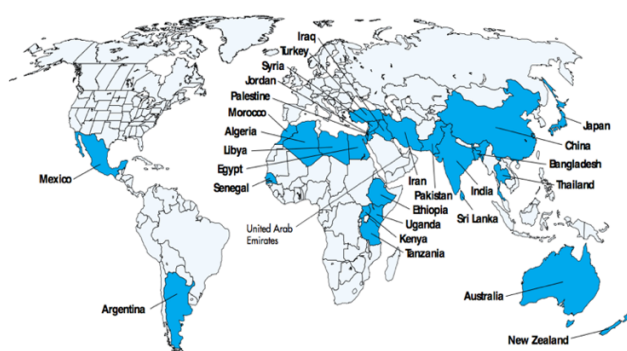 Iraq
Turkey
Syria
Jordan
Palestine
Morocco
Algeria
Libya
Egypt
Senegal
United Arab
Emirates
Mexico
Argentina
Iran
Pakistan
Ethiopia
Uganda
Kenya
Tanzania
India
Sri Lanka
Japan
China
Bangladesh
Thailand
Australia
New Zealand